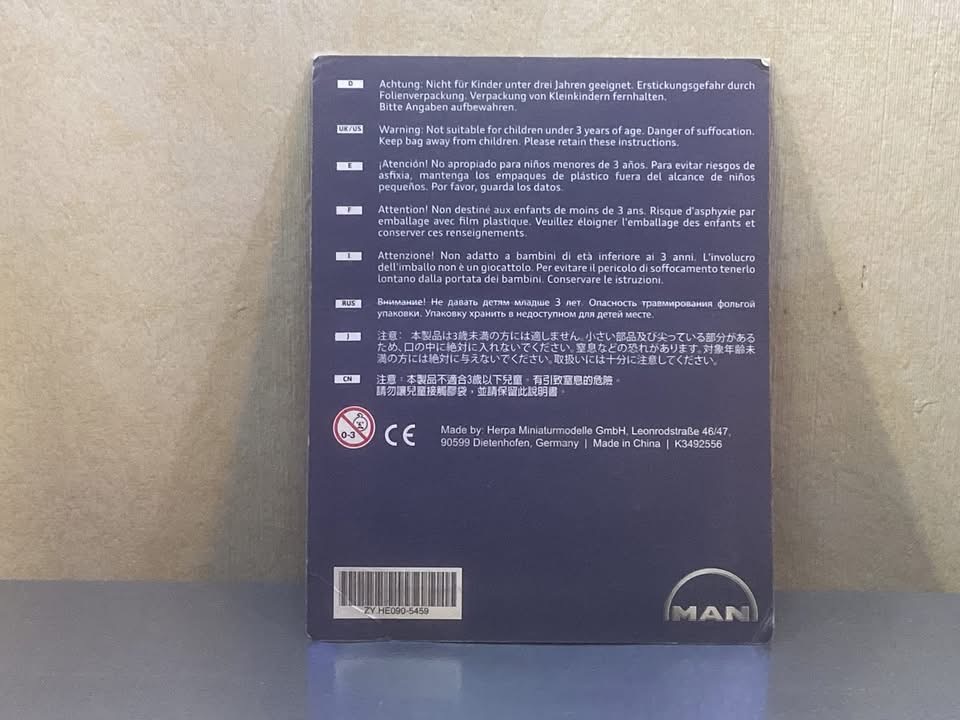 D
Achtung: Nicht für Kinder unter drei Jahren geeignet. Erstickungsgefahr durch
Folienverpackung. Verpackung von Kleinkindern fernhalten.
Bitte Angaben aufbewahren.
UK/US
Warning: Not suitable for children under 3 years of age. Danger of suffocation.
Keep bag away from children. Please retain these instructions.
E
¡Atención! No apropiado para niños menores de 3 años. Para evitar riesgos de
asfixia, mantenga los empaques de plástico fuera del alcance de niños
pequeños. Por favor, guarda los datos.
F
Attention! Non destiné aux enfants de moins de 3 ans. Risque d'asphyxie par
emballage avec film plastique. Veuillez éloigner l'emballage des enfants et
conserver ces renseignements.
I
Attenzione! Non adatto a bambini di età inferiore ai 3 anni. L'involucro
dell'imballo non è un giocattolo. Per evitare il pericolo di soffocamento tenerlo
lontano dalla portata dei bambini. Conservare le istruzioni.
RUS
Внимание! Не давать детям младше 3 лет. Опасность травмирования фольгой
упаковки. Упаковку хранить в недоступном для детей месте.
J
注意: 本製品は3歳未満の方には適しません。小さい部品及び尖っている部分がある
ため、口の中に絶対に入れないでください。窒息などの恐れがあります。対象年齢未
満の方には絶対に与えないでください。取扱いには十分に注意してください。
CN
注意。本製品不適合3歳以下兒童。有引致窒息的危險。
請勿讓兒童接觸膠袋，並請保留此說明書。
0-3
CE
Made by: Herpa Miniaturmodelle GmbH, Leonrodstraße 46/47,
90599 Dietenhofen, Germany | Made in China | K3492556
ZY HE090-5459
MAN